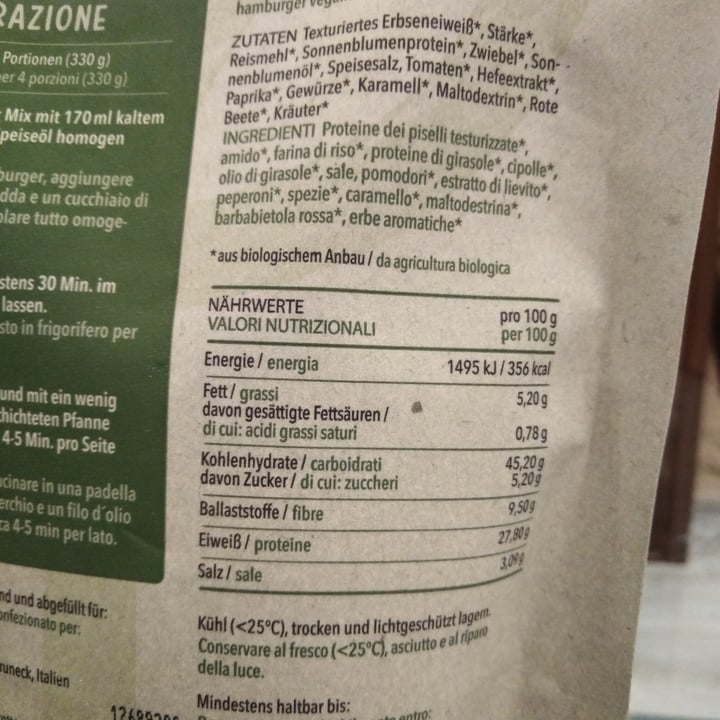 RAZIONE
Portionen (330 g)
er 4 porzioni (330 g)
Mix mit 170 ml kaltem
peiseöl homogen
burger, aggiungere
dda e un cucchiaio di
olare tutto omoge-
stens 30 Min. im
lassen.
sto in frigorifero per
und mit ein wenig
chichteten Pfanne
4-5 Min. pro Seite
ucinare in una padella
erchio e un filo d´olio
ca 4-5 min per lato.
nd und abgefüllt für:
onfezionato per:
runeck, Italien
hamburger
ZUTATEN Texturiertes Erbseneiweiß*, Stärke*,
Reismehl*, Sonnenblumenprotein*, Zwiebel*, Son-
nenblumenöl*, Speisesalz, Tomaten*, Hefeextrakt*,
Paprika*, Gewürze*, Karamell*, Maltodextrin*, Rote
Beete*, Kräuter*
INGREDIENTI Proteine dei piselli testurizzate*,
amido*, farina di riso*, proteine di girasole*, cipolle*,
olio di girasole*, sale, pomodori*, estratto di lievito*,
peperoni*, spezie*, caramello*, maltodestrina*,
barbabietola rossa*, erbe aromatiche*
*aus biologischem Anbau / da agricoltura biologica
NÄHRWERTE pro 100 g
VALORI NUTRIZIONALI per 100 g
Energie / energia 1495 kJ / 356 kcal
Fett / grassi 5,20 g
davon gesättigte Fettsäuren /
di cui: acidi grassi saturi 0,78 g
Kohlenhydrate / carboidrati 45,20 g
davon Zucker / di cui: zuccheri 5,20 g
Ballaststoffe / fibre 9,50 g
Eiweiß / proteine 27,80 g
Salz / sale 3,09 g
Kühl (<25°C), trocken und lichtgeschützt lagern.
Conservare al fresco (<25°C), asciutto e al riparo
della luce.
Mindestens haltbar bis:
entro: